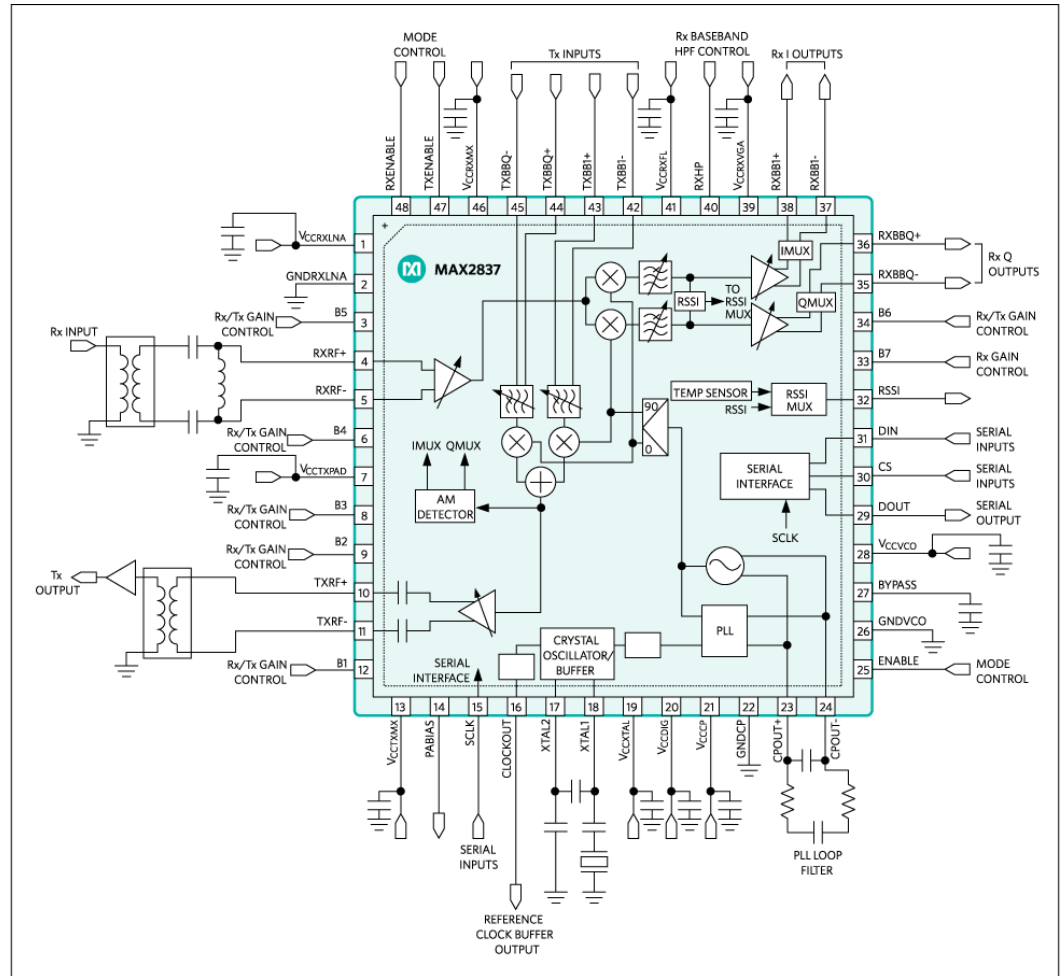 MODE
CONTROL
Tx INPUTS
Rx BASEBAND
HPF CONTROL
Rx I OUTPUTS
RXENABLE
TXENABLE
VCCRXMX
TXBBQ-
TXBBQ+
TXBB1+
TXBB1-
VCCRXFL
RXHP
VCCRXVGA
RXBB1+
RXBB1-
48
47
46
45
44
43
42
41
40
39
38
37
+
MAX2837
VCCRXLNA
1
GNDRXLNA
2
Rx/Tx GAIN
CONTROL
B5
3
Rx INPUT
RXRF+
4
RXRF-
5
Rx/Tx GAIN
CONTROL
B4
6
VCCTXPAD
7
Rx/Tx GAIN
CONTROL
B3
8
Rx/Tx GAIN
CONTROL
B2
9
Tx
OUTPUT
TXRF+
10
TXRF-
11
Rx/Tx GAIN
CONTROL
B1
12
IMUX
QMUX
RSSI
TO
RSSI
MUX
90
0
TEMP SENSOR
RSSI
RSSI
MUX
IMUX QMUX
AM
DETECTOR
SERIAL
INTERFACE
SCLK
PLL
CRYSTAL
OSCILLATOR/
BUFFER
SERIAL
INTERFACE
36
RXBBQ+
35
RXBBQ-
Rx Q
OUTPUTS
34
B6
Rx/Tx GAIN
CONTROL
33
B7
Rx GAIN
CONTROL
32
RSSI
31
DIN
SERIAL
INPUTS
30
CS
SERIAL
INPUTS
29
DOUT
SERIAL
OUTPUT
28
VCCVCO
27
BYPASS
26
GNDVCO
25
ENABLE
MODE
CONTROL
13
14
15
16
17
18
19
20
21
22
23
24
VCCTXMX
PABIAS
SCLK
CLOCKOUT
XTAL2
XTAL1
VCCXTAL
VCCDIG
VCCCP
GNDCP
CPOUT+
CPOUT-
SERIAL
INPUTS
REFERENCE
CLOCK BUFFER
OUTPUT
PLL LOOP
FILTER